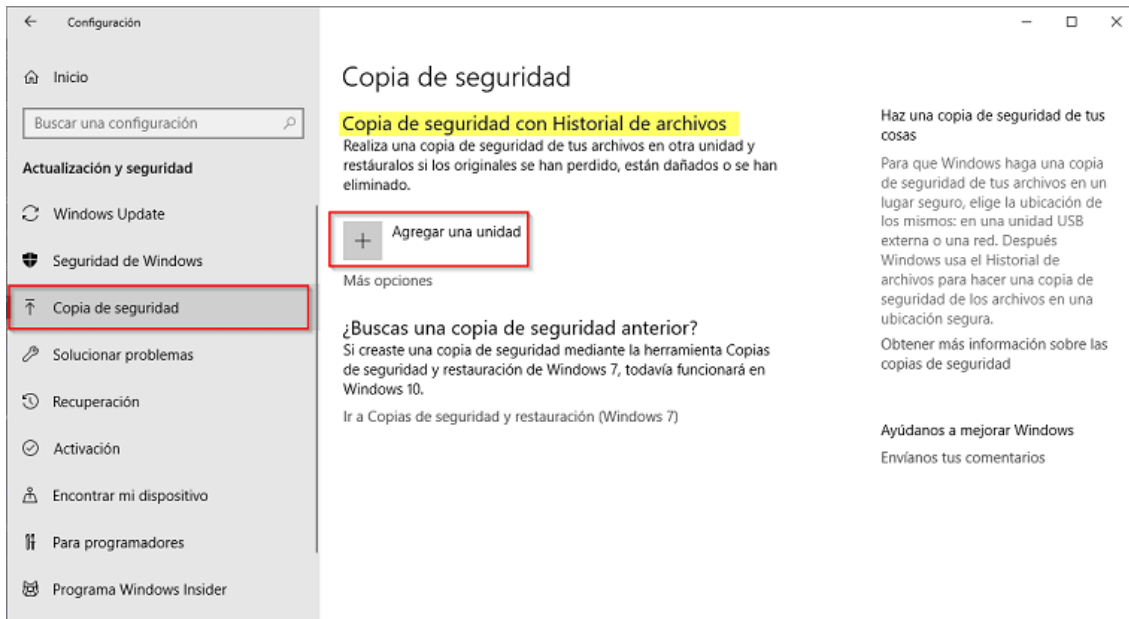 Configuración
Inicio
Buscar una configuración
Actualización y seguridad
Windows Update
Seguridad de Windows
Copia de seguridad
Solucionar problemas
Recuperación
Activación
Encontrar mi dispositivo
Para programadores
Programa Windows Insider
Copia de seguridad
Copia de seguridad con Historial de archivos
Realiza una copia de seguridad de tus archivos en otra unidad y
restáuralos si los originales se han perdido, están dañados o se han
eliminado.
Agregar una unidad
Más opciones
¿Buscas una copia de seguridad anterior?
Si creaste una copia de seguridad mediante la herramienta Copias
de seguridad y restauración de Windows 7, todavía funcionará en
Windows 10.
Ir a Copias de seguridad y restauración (Windows 7)
Haz una copia de seguridad de tus
cosas
Para que Windows haga una copia
de seguridad de tus archivos en un
lugar seguro, elige la ubicación de
los mismos: en una unidad USB
externa o una red. Después
Windows usa el Historial de
archivos para hacer una copia de
seguridad de los archivos en una
ubicación segura.
Obtener más información sobre las
copias de seguridad
Ayúdanos a mejorar Windows
Envíanos tus comentarios